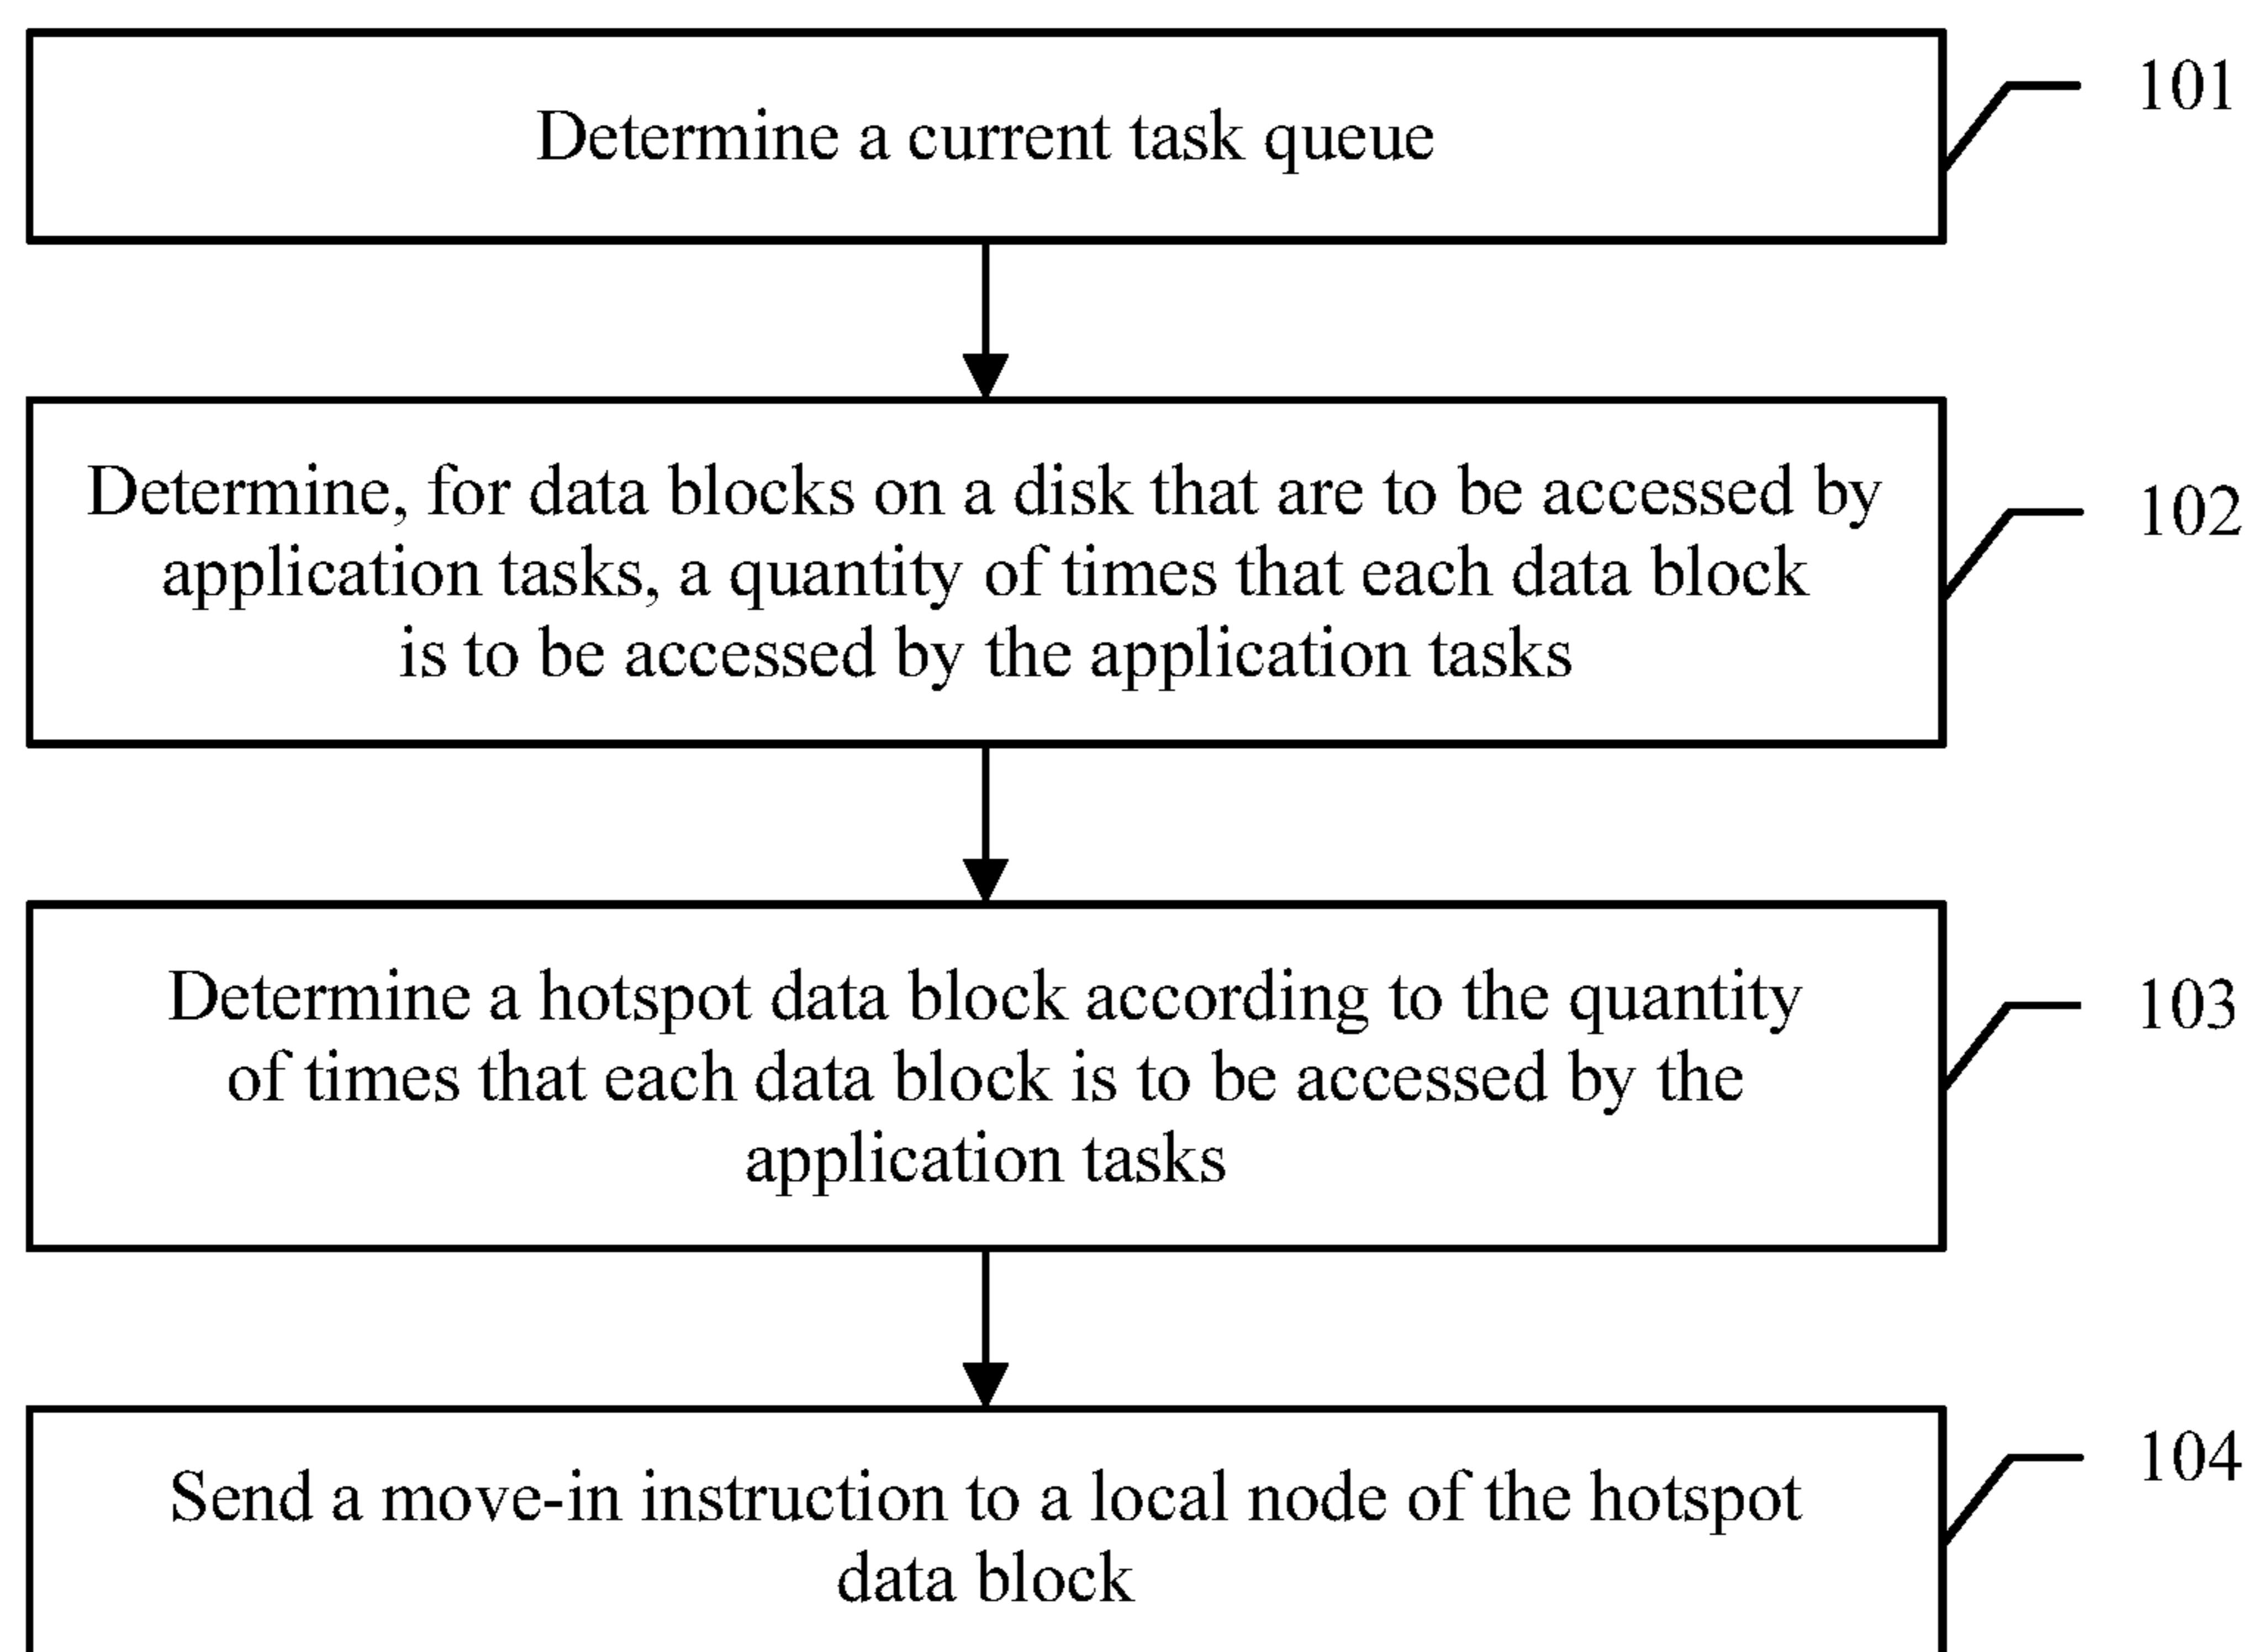 Determine a current task queue
101
Determine, for data blocks on a disk that are to be accessed by
application tasks, a quantity of times that each data block
is to be accessed by the application tasks
102
Determine a hotspot data block according to the quantity
of times that each data block is to be accessed by the
application tasks
103
Send a move-in instruction to a local node of the hotspot
data block
104